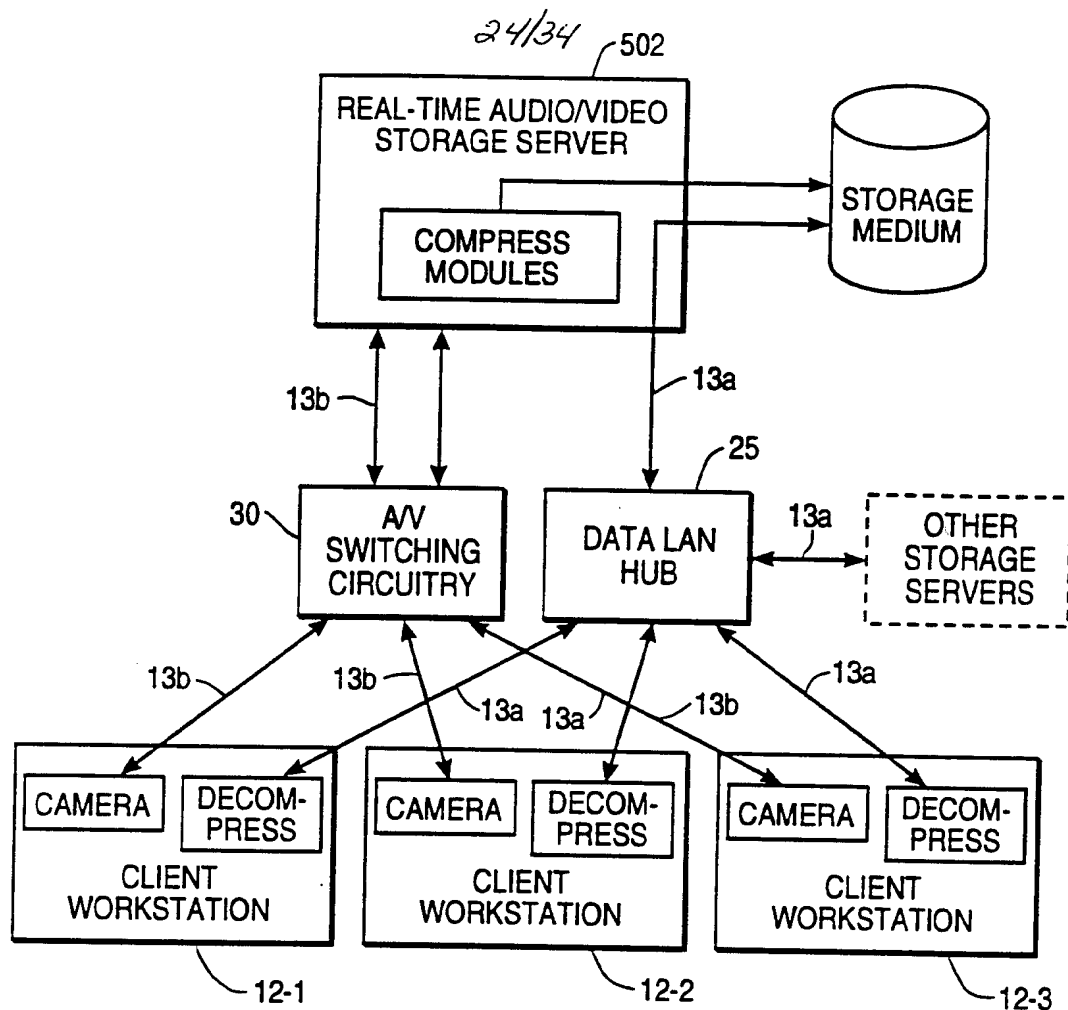 24/34
502
REAL-TIME AUDIO/VIDEO
STORAGE SERVER
COMPRESS
MODULES
STORAGE
MEDIUM
13b
13a
25
30
A/V
SWITCHING
CIRCUITRY
DATA LAN
HUB
13a
OTHER
STORAGE
SERVERS
13b
13b
13a
13a
13b
13a
CAMERA
DECOM-
PRESS
CLIENT
WORKSTATION
CAMERA
DECOM-
PRESS
CLIENT
WORKSTATION
CAMERA
DECOM-
PRESS
CLIENT
WORKSTATION
12-1
12-2
12-3